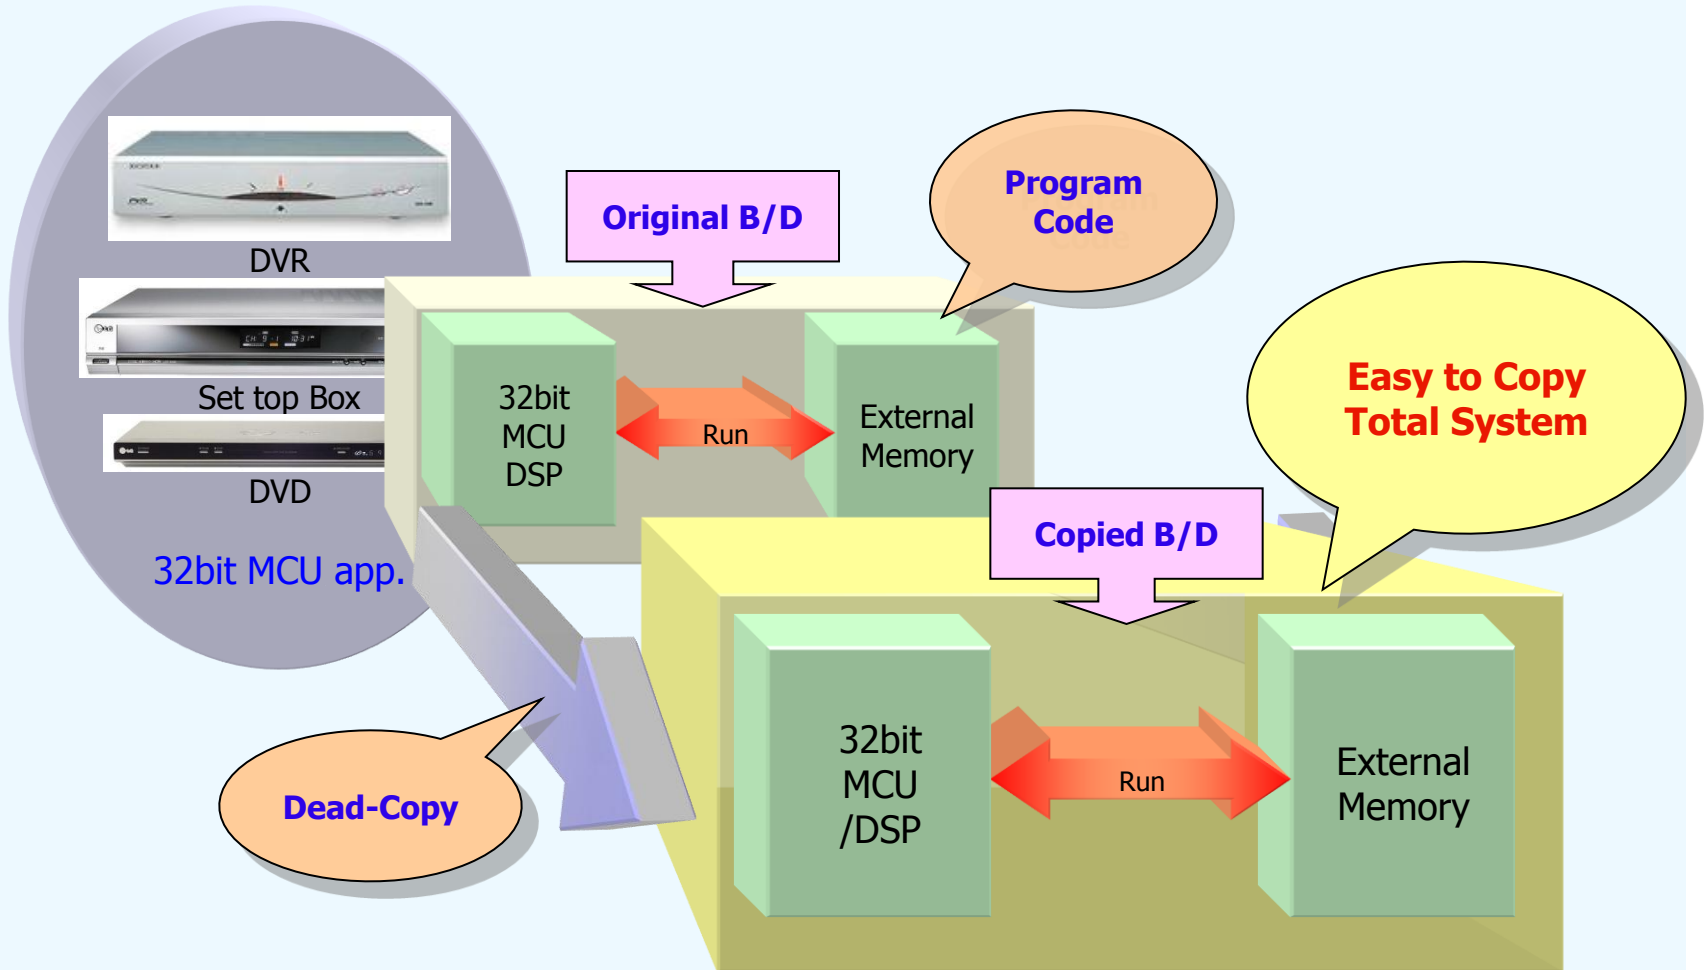 DVR
Set top Box
DVD
32bit MCU app.
Original B/D
Program
Code
32bit
MCU
DSP
Run
External
Memory
Easy to Copy
Total System
Copied B/D
Dead-Copy
32bit
MCU
/DSP
Run
External
Memory